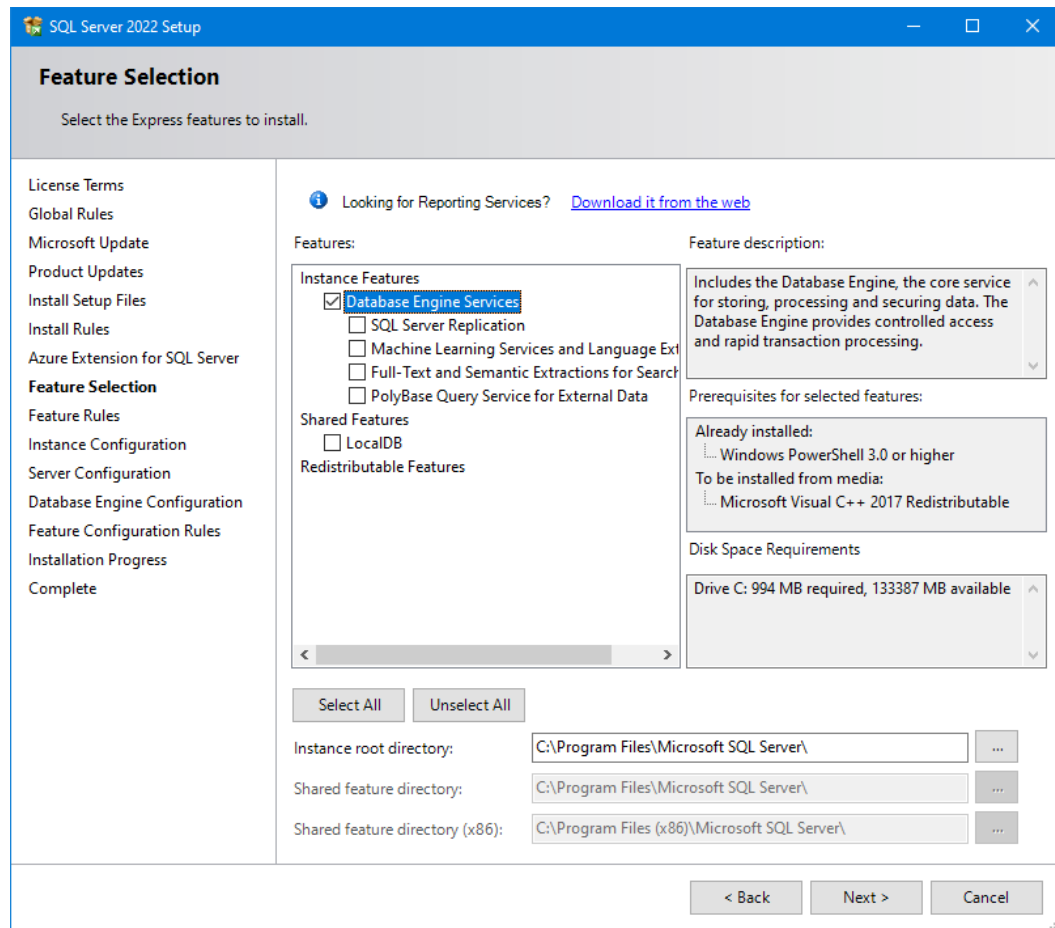 SQL Server 2022 Setup
Feature Selection
Select the Express features to install.
License Terms
Global Rules
Microsoft Update
Product Updates
Install Setup Files
Install Rules
Azure Extension for SQL Server
Feature Selection
Feature Rules
Instance Configuration
Server Configuration
Database Engine Configuration
Feature Configuration Rules
Installation Progress
Complete
Looking for Reporting Services? Download it from the web
Features:
Instance Features
Database Engine Services
SQL Server Replication
Machine Learning Services and Language Ext
Full-Text and Semantic Extractions for Search
PolyBase Query Service for External Data
Shared Features
LocalDB
Redistributable Features
Feature description:
Includes the Database Engine, the core service
for storing, processing and securing data. The
Database Engine provides controlled access
and rapid transaction processing.
Prerequisites for selected features:
Already installed:
Windows PowerShell 3.0 or higher
To be installed from media:
Microsoft Visual C++ 2017 Redistributable
Disk Space Requirements
Drive C: 994 MB required, 133387 MB available
Select All Unselect All
Instance root directory: C:\Program Files\Microsoft SQL Server\ ...
Shared feature directory: C:\Program Files\Microsoft SQL Server\ ...
Shared feature directory (x86): C:\Program Files (x86)\Microsoft SQL Server\ ...
< Back Next > Cancel